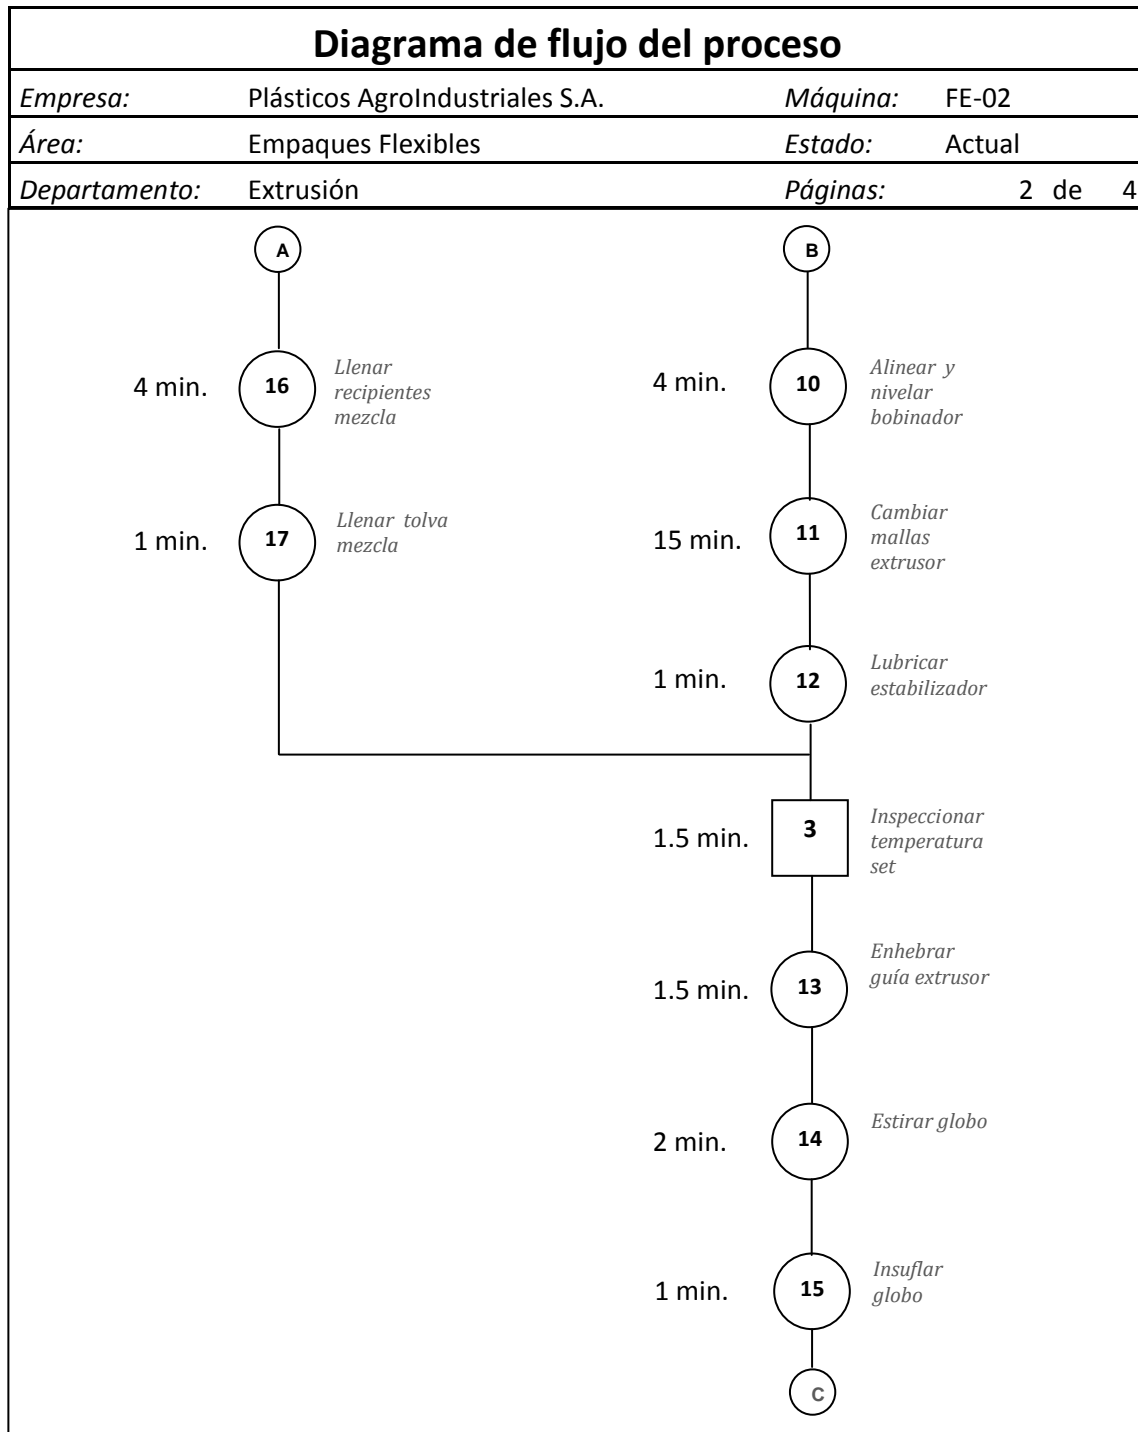 Diagrama de flujo del proceso
Empresa: Plásticos AgroIndustriales S.A. Máquina: FE-02
Área: Empaques Flexibles Estado: Actual
Departamento: Extrusión Páginas: 2 de 4
A
B
4 min.
16
Llenar
recipientes
mezcla
4 min.
10
Alinear y
nivelar
bobinador
1 min.
17
Llenar tolva
mezcla
15 min.
11
Cambiar
mallas
extrusor
1 min.
12
Lubricar
estabilizador
1.5 min.
3
Inspeccionar
temperatura
set
1.5 min.
13
Enhebrar
guía extrusor
2 min.
14
Estirar globo
1 min.
15
Insuflar
globo
C